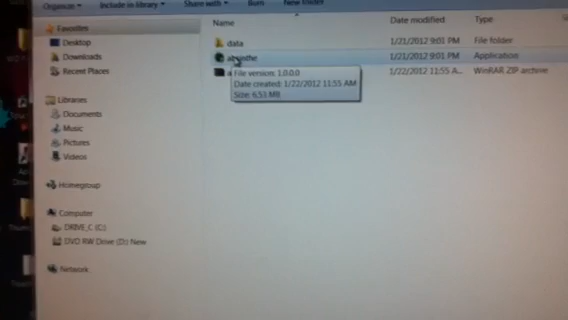 Organize Include in library Share with Burn New folder
Favorites
Desktop
Downloads
Recent Places
Libraries
Documents
Music
Pictures
Videos
Homegroup
Computer
DRIVE_C (C:)
DVD RW Drive (D:) New
Network
Name Date modified Type
data 1/21/2012 9:01 PM File folder
absinthe 1/21/2012 9:01 PM Application
a 1/22/2012 11:55 A... WinRAR ZIP archive
File version: 1.0.0.0
Date created: 1/22/2012 11:55 AM
Size: 6.53 MB